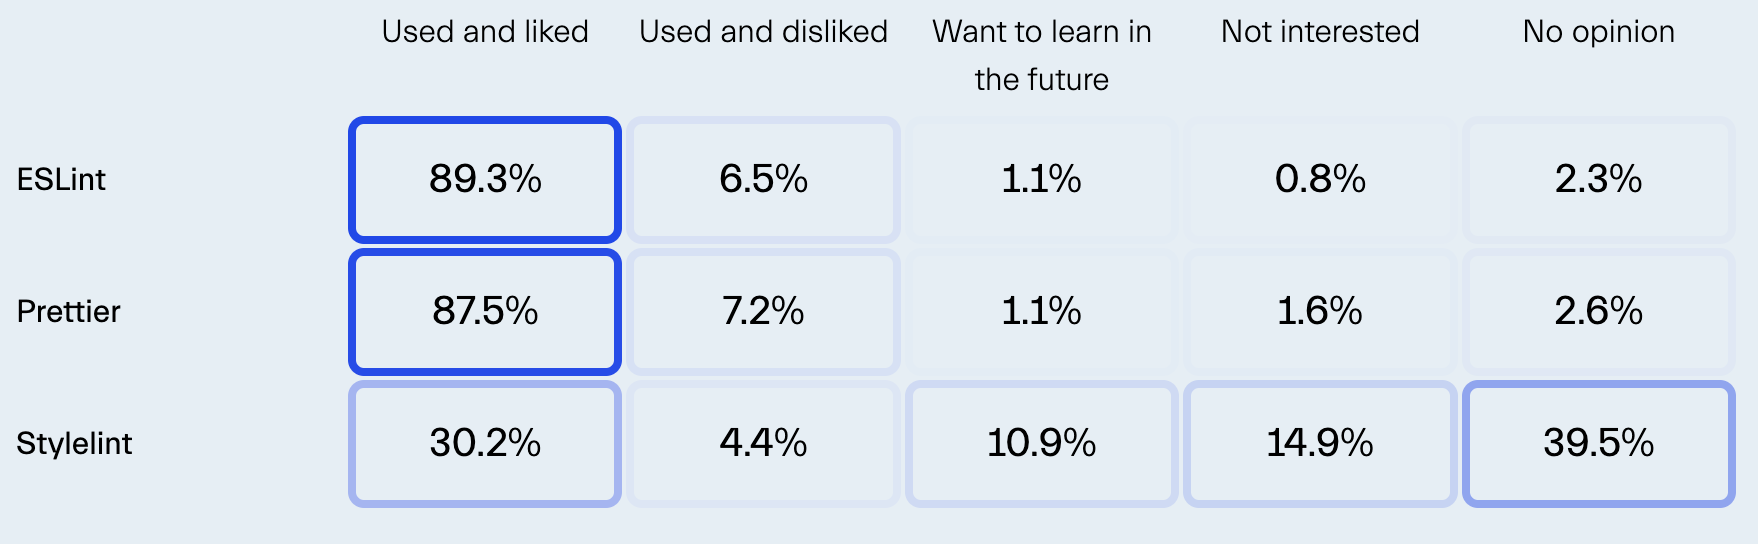 Used and liked Used and disliked Want to learn in Not interested No opinion
the future
ESLint 89.3% 6.5% 1.1% 0.8% 2.3%
Prettier 87.5% 7.2% 1.1% 1.6% 2.6%
Stylelint 30.2% 4.4% 10.9% 14.9% 39.5%